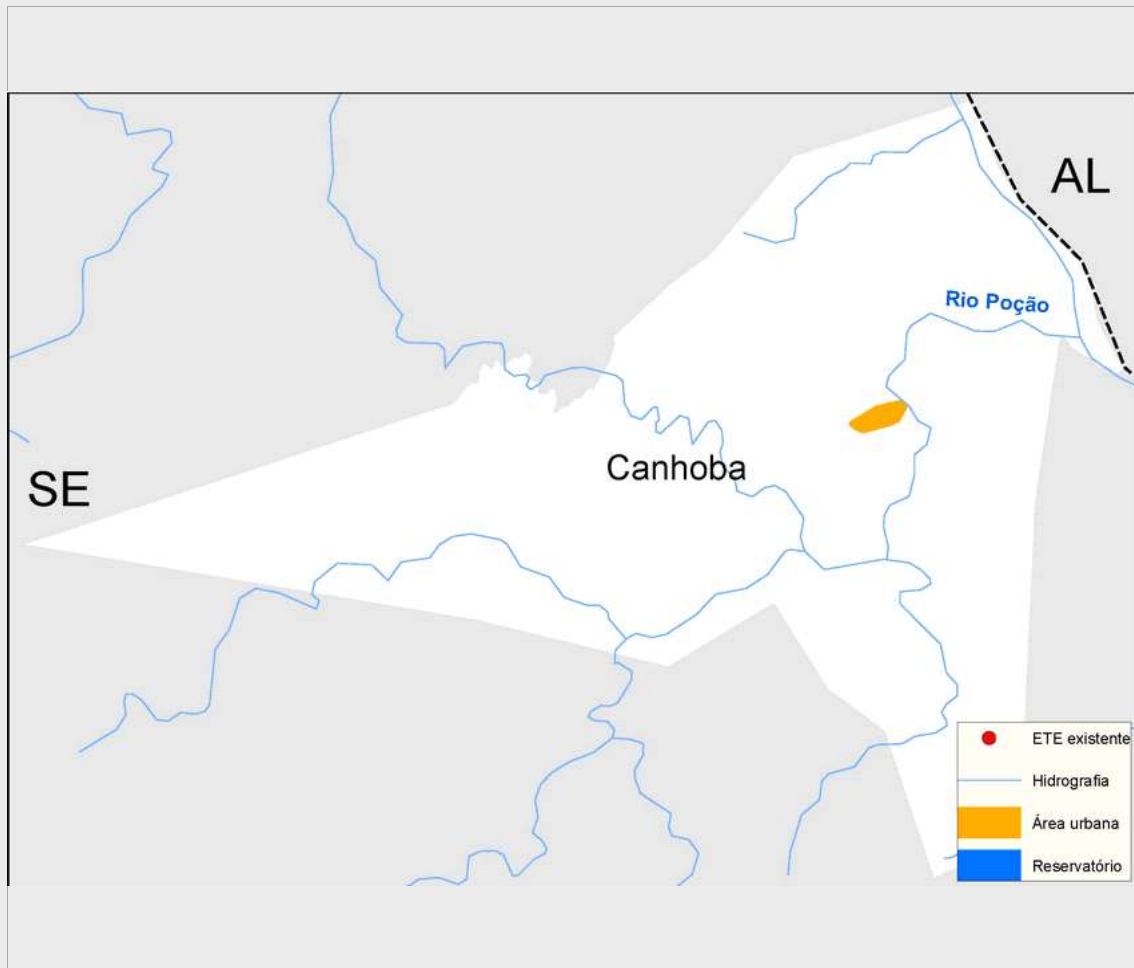 AL
Rio Poção
Canhoba
SE
ETE existente
Hidrografia
Área urbana
Reservatório